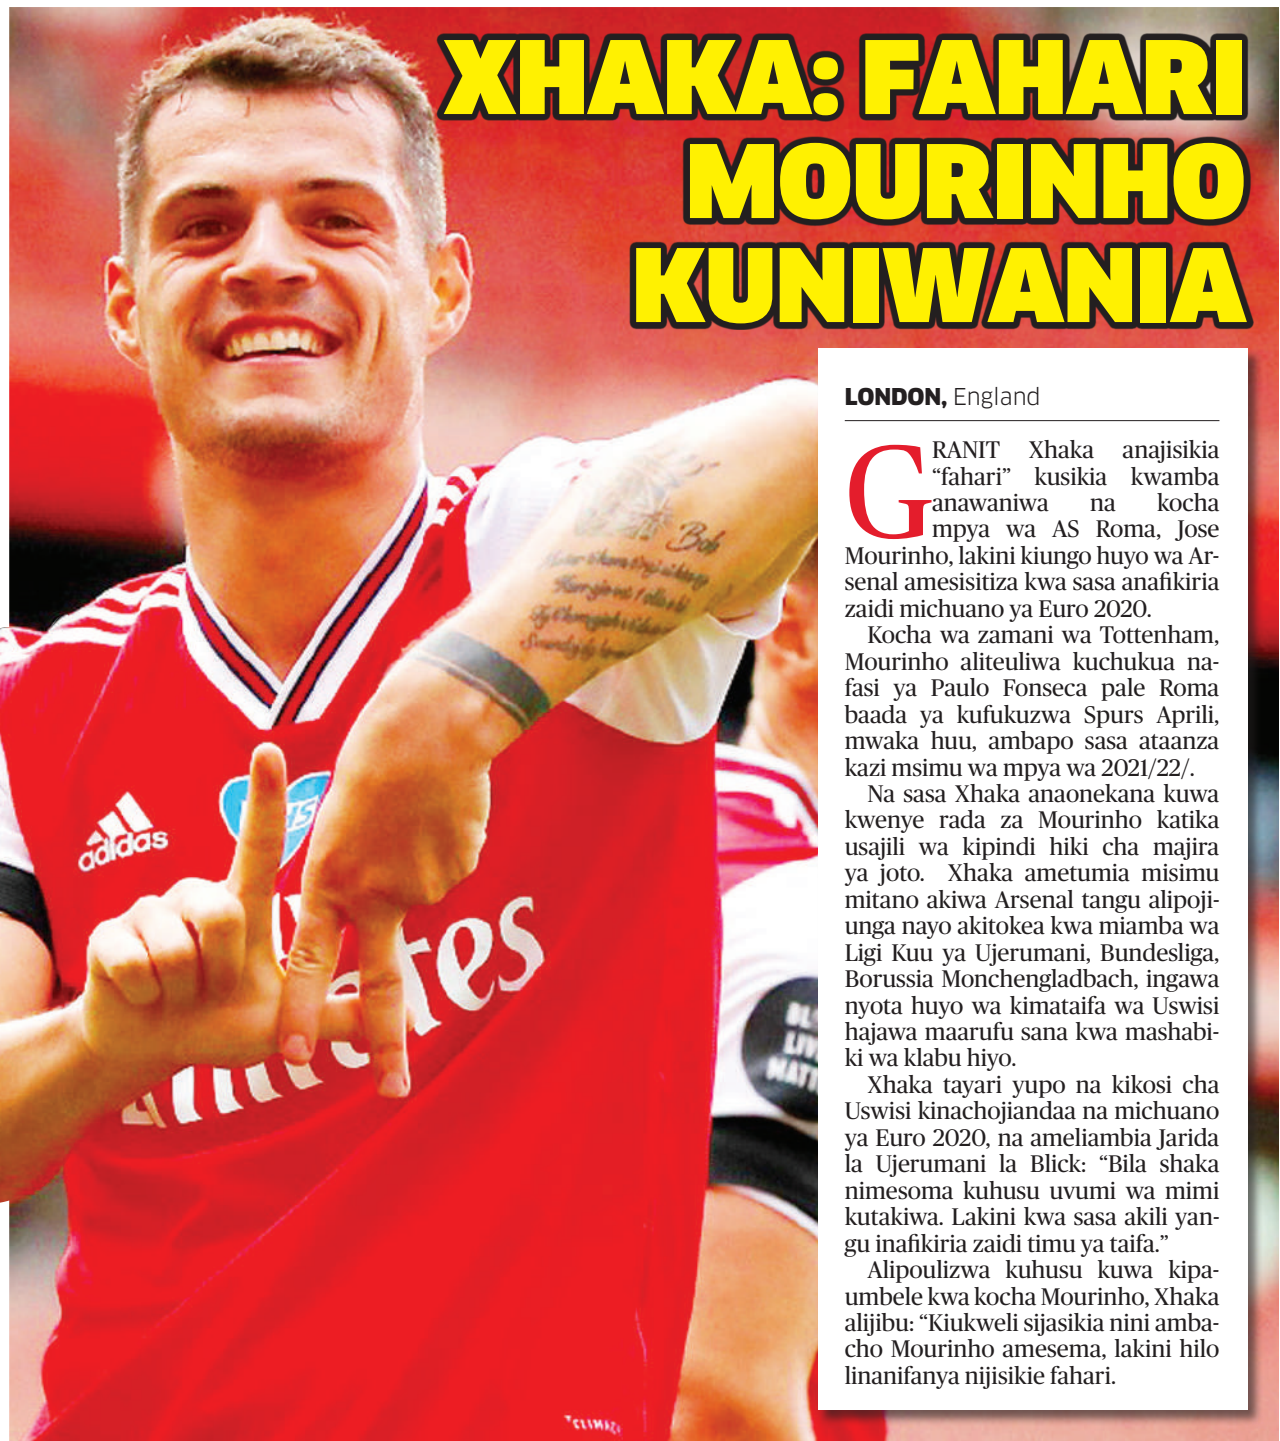 XHAKA: FAHARI
MOURINHO
KUNIWANIA
LONDON, England
GRANIT Xhaka anajisikia
“fahari” kusikia kwamba
anawaniwa na kocha
mpya wa AS Roma, Jose
Mourinho, lakini kiungo huyo wa Ar-
senal amesisitiza kwa sasa anafikiria
zaidi michuano ya Euro 2020.
Kocha wa zamani wa Tottenham,
Mourinho aliteuliwa kuchukua na-
fasi ya Paulo Fonseca pale Roma
baada ya kufukuzwa Spurs Aprili,
mwaka huu, ambapo sasa ataanza
kazi msimu wa mpya wa 2021/22/.
Na sasa Xhaka anaonekana kuwa
kwenye rada za Mourinho katika
usajili wa kipindi hiki cha majira
ya joto. Xhaka ametumia misimu
mitano akiwa Arsenal tangu alipoji-
unga nayo akitokea kwa miamba wa
Ligi Kuu ya Ujerumani, Bundesliga,
Borussia Monchengladbach, ingawa
nyota huyo wa kimataifa wa Uswisi
hajawa maarufu sana kwa mashabi-
ki wa klabu hiyo.
Xhaka tayari yupo na kikosi cha
Uswisi kinachojiandaa na michuano
ya Euro 2020, na ameliambia Jarida
la Ujerumani la Blick: “Bila shaka
nimesoma kuhusu uvumi wa mimi
kutakiwa. Lakini kwa sasa akili yan-
gu inafikiria zaidi timu ya taifa.”
Alipoulizwa kuhusu kuwa kipa-
umbele kwa kocha Mourinho, Xhaka
alijibu: “Kiukweli sijasikia nini amba-
cho Mourinho amesema, lakini hilo
linanifanya nijisikie fahari.
adidas
Bob